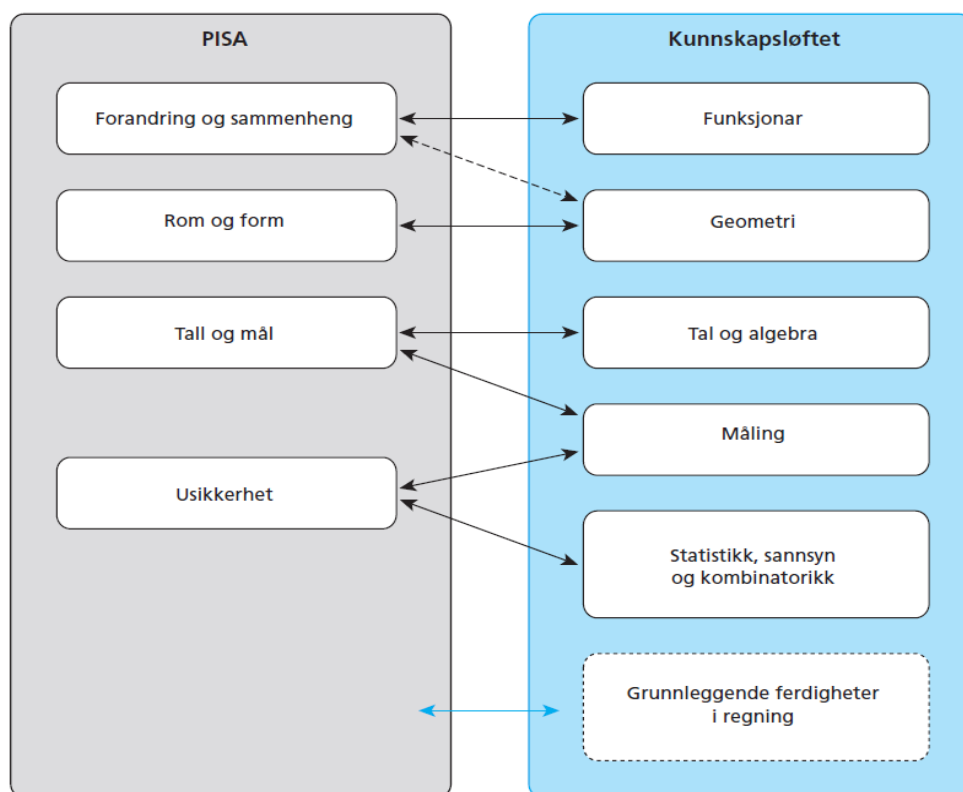 PISA
Forandring og sammenheng
Rom og form
Tall og mål
Usikkerhet
Kunnskapsløftet
Funksjonar
Geometri
Tal og algebra
Måling
Statistikk, sannsyn
og kombinatorikk
Grunnleggende ferdigheter
i regning